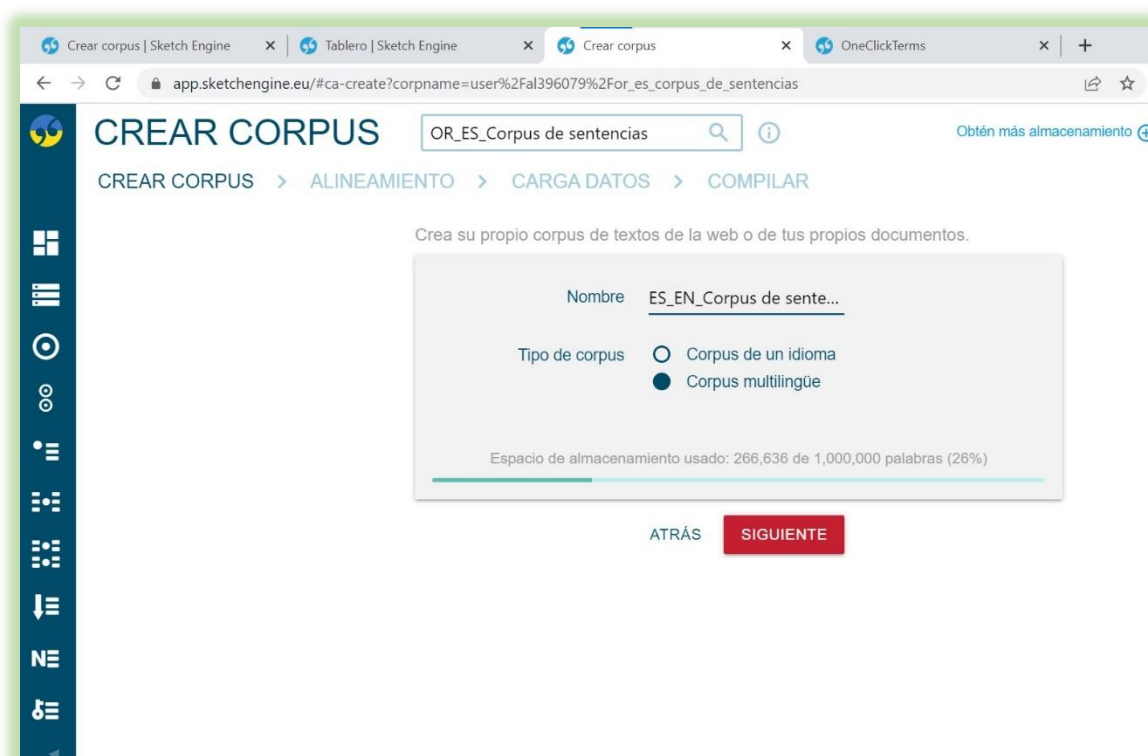 Crear corpus | Sketch Engine
Tablero | Sketch Engine
Crear corpus
OneClickTerms
app.sketchengine.eu/#ca-create?corpname=user%2Fal396079%2For_es_corpus_de_sentencias
CREAR CORPUS
OR_ES_Corpus de sentencias
Obtén más almacenamiento
CREAR CORPUS > ALINEAMIENTO > CARGA DATOS > COMPILAR
Crea su propio corpus de textos de la web o de tus propios documentos.
Nombre ES_EN_Corpus de sente...
Tipo de corpus Corpus de un idioma
Corpus multilingüe
Espacio de almacenamiento usado: 266,636 de 1,000,000 palabras (26%)
ATRÁS SIGUIENTE
N